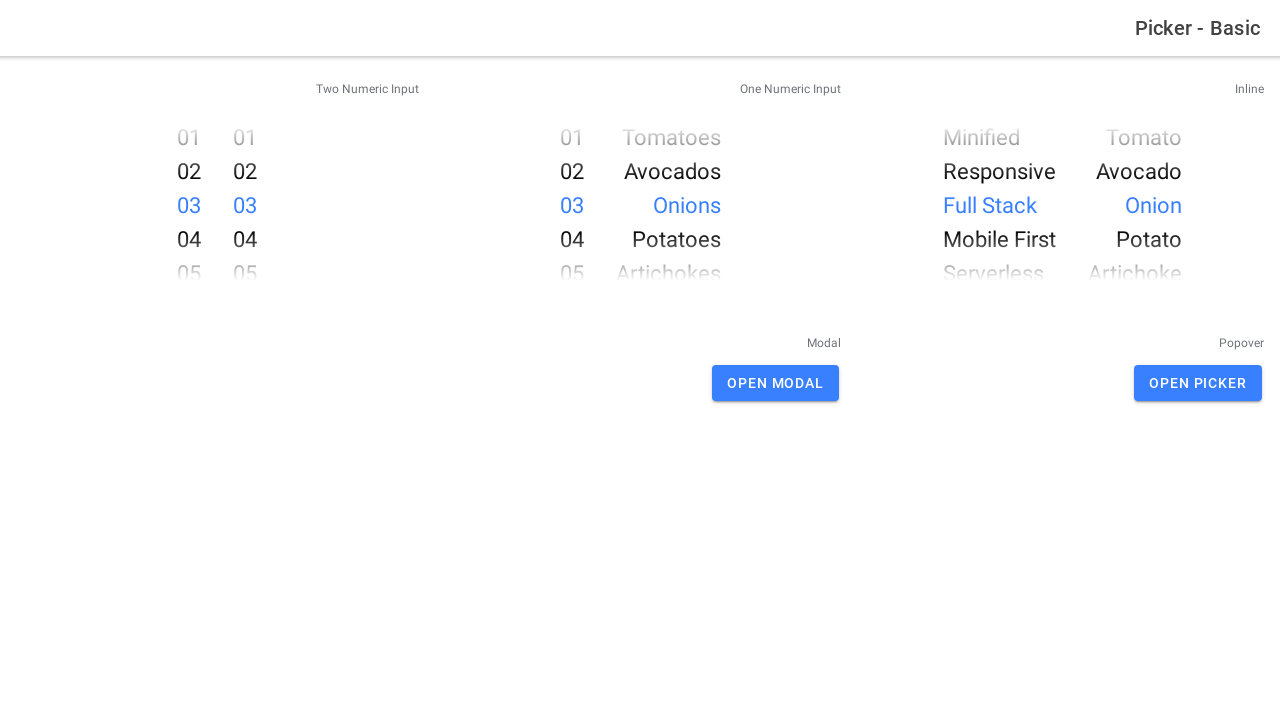 Picker - Basic
Inline
Minified Tomato
Responsive Avocado
Full Stack Onion
Mobile First Potato
Serverless Artichoke
One Numeric Input
01 Tomatoes
02 Avocados
03 Onions
04 Potatoes
05 Artichokes
Two Numeric Input
01 01
02 02
03 03
04 04
05 05
Popover
OPEN PICKER
Modal
OPEN MODAL